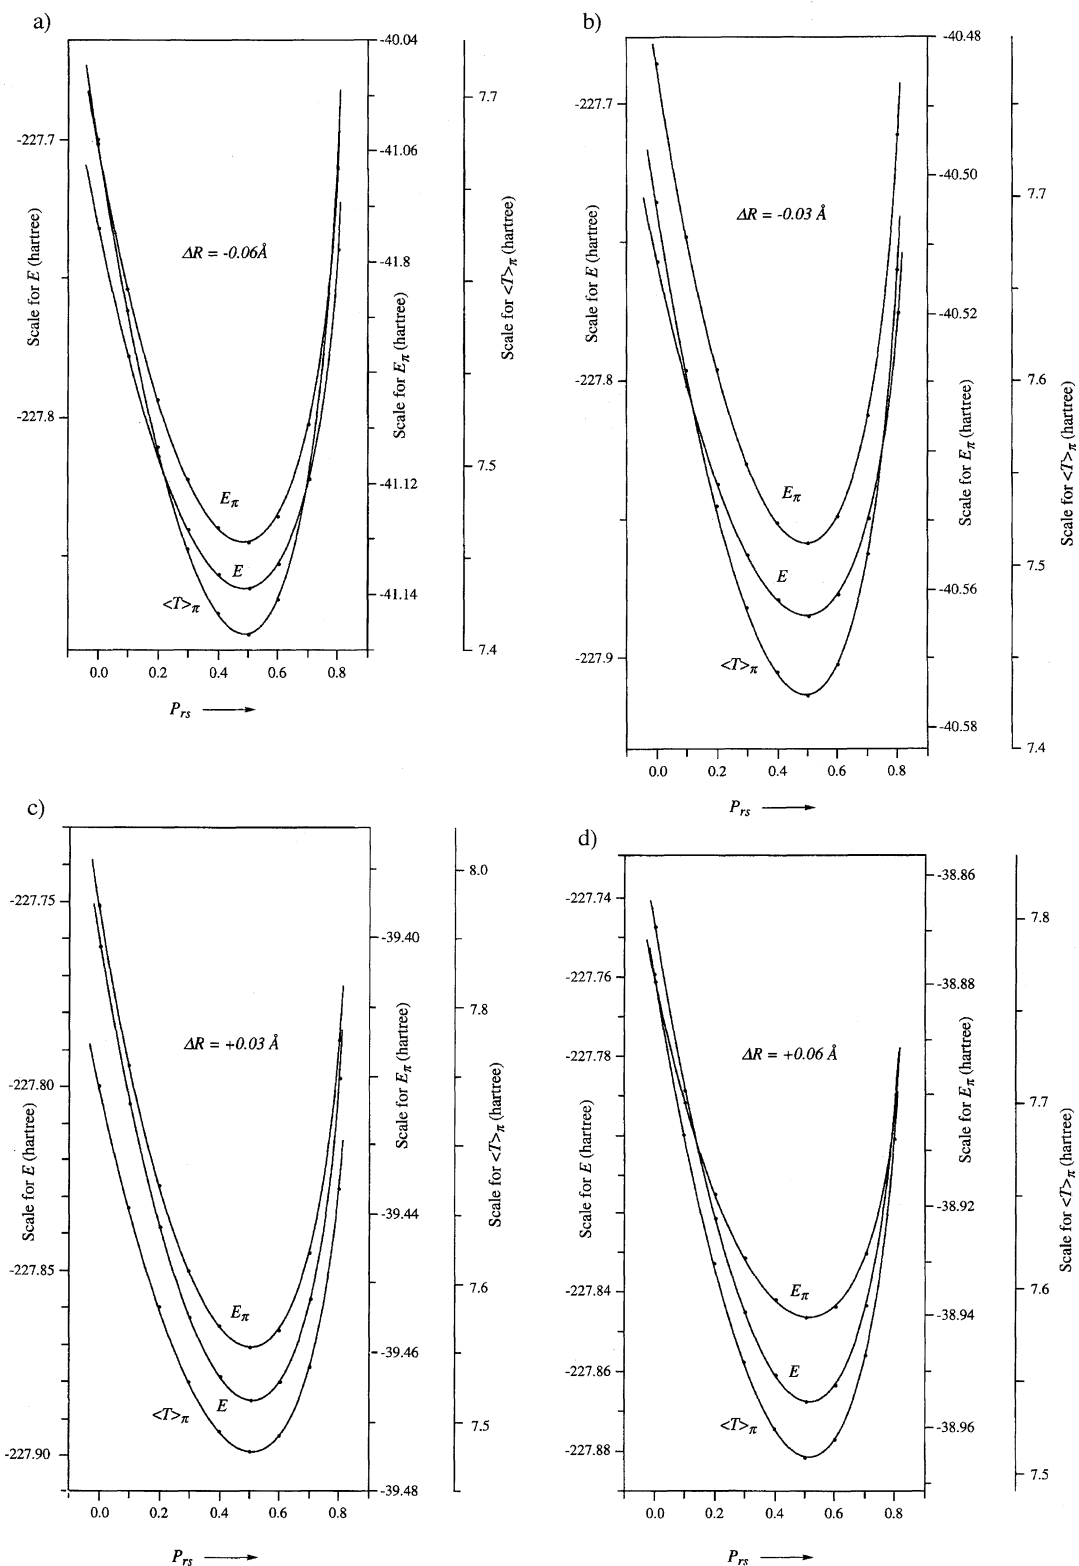 a)
-40.04
-41.06
-41.8
-41.12
-41.14
7.7
7.5
7.4
-227.7
-227.8
Scale for E (hartree)
Scale for Eπ (hartree)
Scale for <T>π (hartree)
ΔR = -0.06Å
Eπ
E
<T>π
0.0 0.2 0.4 0.6 0.8
Prs
b)
-40.48
-40.50
-40.52
-40.56
-40.58
7.7
7.6
7.5
7.4
-227.7
-227.8
-227.9
Scale for E (hartree)
Scale for Eπ (hartree)
Scale for <T>π (hartree)
ΔR = -0.03 Å
Eπ
E
<T>π
0.0 0.2 0.4 0.6 0.8
Prs
c)
-227.75
-227.80
-227.85
-227.90
-39.40
-39.44
-39.46
-39.48
8.0
7.8
7.6
7.5
Scale for E (hartree)
Scale for Eπ (hartree)
Scale for <T>π (hartree)
ΔR = +0.03 Å
Eπ
E
<T>π
0.0 0.2 0.4 0.6 0.8
Prs
d)
-227.74
-227.76
-227.78
-227.84
-227.86
-227.88
-38.86
-38.88
-38.92
-38.94
-38.96
7.8
7.7
7.6
7.5
Scale for E (hartree)
Scale for Eπ (hartree)
Scale for <T>π (hartree)
ΔR = +0.06 Å
Eπ
E
<T>π
0.0 0.2 0.4 0.6 0.8
Prs